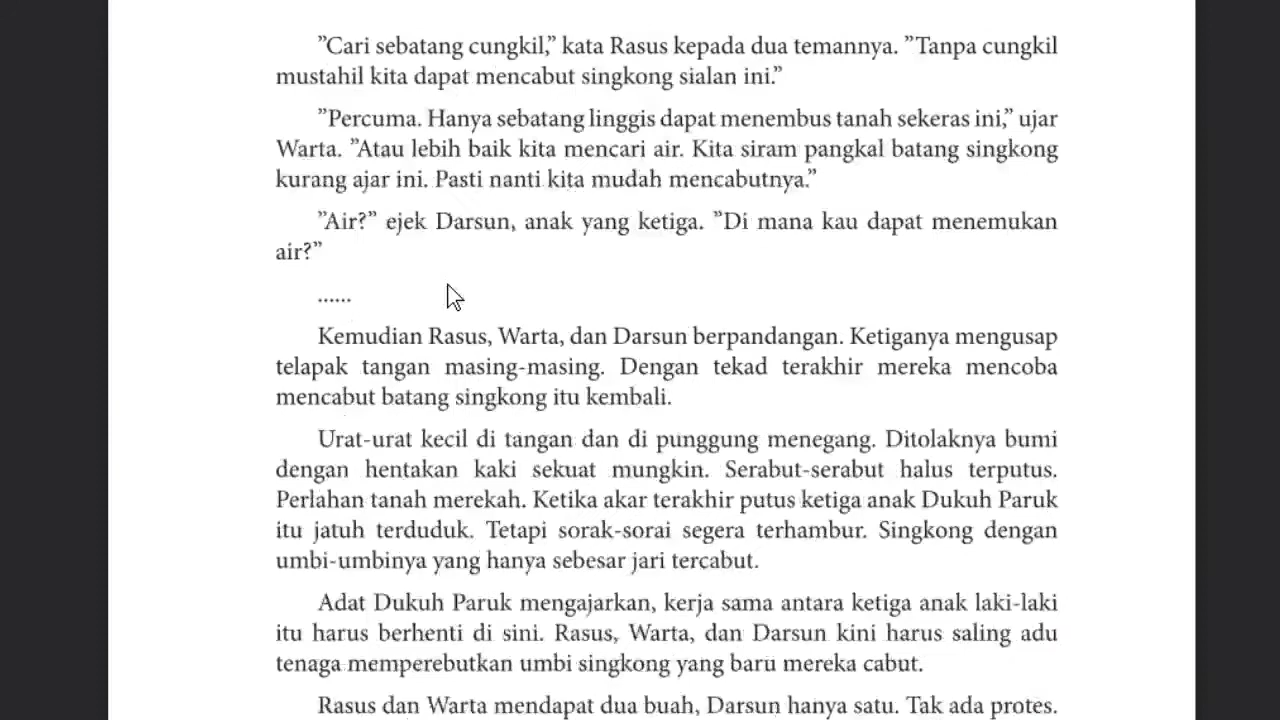 ”Cari sebatang cungkil,” kata Rasus kepada dua temannya. ”Tanpa cungkil
mustahil kita dapat mencabut singkong sialan ini.”
”Percuma. Hanya sebatang linggis dapat menembus tanah sekeras ini,” ujar
Warta. ”Atau lebih baik kita mencari air. Kita siram pangkal batang singkong
kurang ajar ini. Pasti nanti kita mudah mencabutnya.”
”Air?” ejek Darsun, anak yang ketiga. ”Di mana kau dapat menemukan
air?”
......
Kemudian Rasus, Warta, dan Darsun berpandangan. Ketiganya mengusap
telapak tangan masing-masing. Dengan tekad terakhir mereka mencoba
mencabut batang singkong itu kembali.
Urat-urat kecil di tangan dan di punggung menegang. Ditolaknya bumi
dengan hentakan kaki sekuat mungkin. Serabut-serabut halus terputus.
Perlahan tanah merekah. Ketika akar terakhir putus ketiga anak Dukuh Paruk
itu jatuh terduduk. Tetapi sorak-sorai segera terhambur. Singkong dengan
umbi-umbinya yang hanya sebesar jari tercabut.
Adat Dukuh Paruk mengajarkan, kerja sama antara ketiga anak laki-laki
itu harus berhenti di sini. Rasus, Warta, dan Darsun kini harus saling adu
tenaga memperebutkan umbi singkong yang baru mereka cabut.
Rasus dan Warta mendapat dua buah, Darsun hanya satu. Tak ada protes.